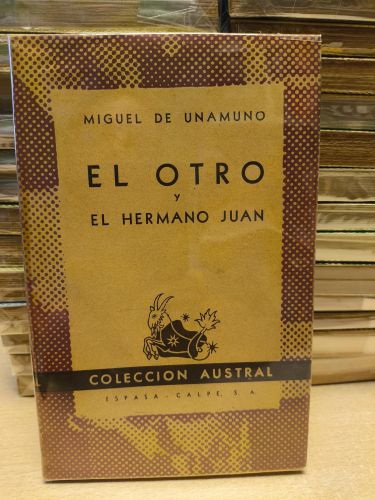 MIGUEL DE UNAMUNO
EL OTRO
y
EL HERMANO JUAN
COLECCION AUSTRAL
ESPASA - CALPE, S. A.